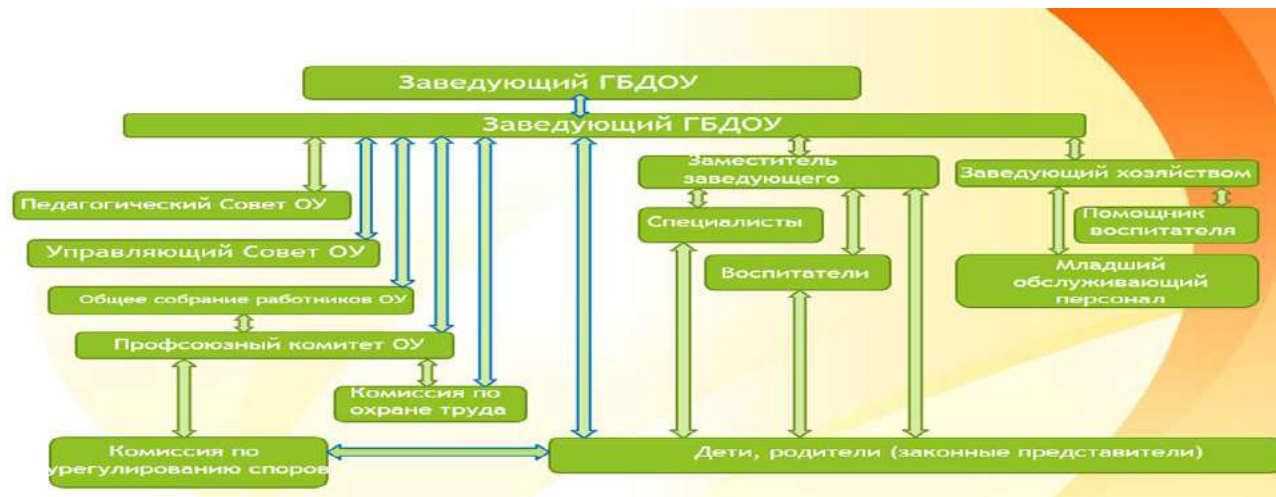 Заведующий ГБДОУ
Заведующий ГБДОУ
Заместитель
заведующего
Заведующий хозяйством
Педагогический Совет ОУ
Специалисты
Помощник
воспитателя
Управляющий Совет ОУ
Воспитатели
Младший
обслуживающий
персонал
Общее собрание работников ОУ
Профсоюзный комитет ОУ
Комиссия по
охране труда
Комиссия по
урегулированию споров
Дети, родители (законные представители)